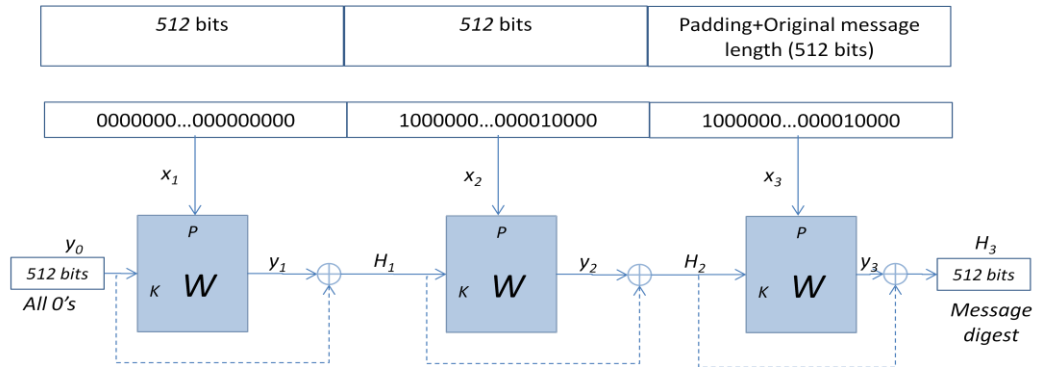 512 bits
512 bits
Padding+Original message
length (512 bits)
0000000...000000000
1000000...000010000
1000000...000010000
x1
x2
x3
P
P
P
y0
y1
H1
y2
H2
y3
H3
512 bits
K
W
K
W
K
W
512 bits
All 0's
Message
digest